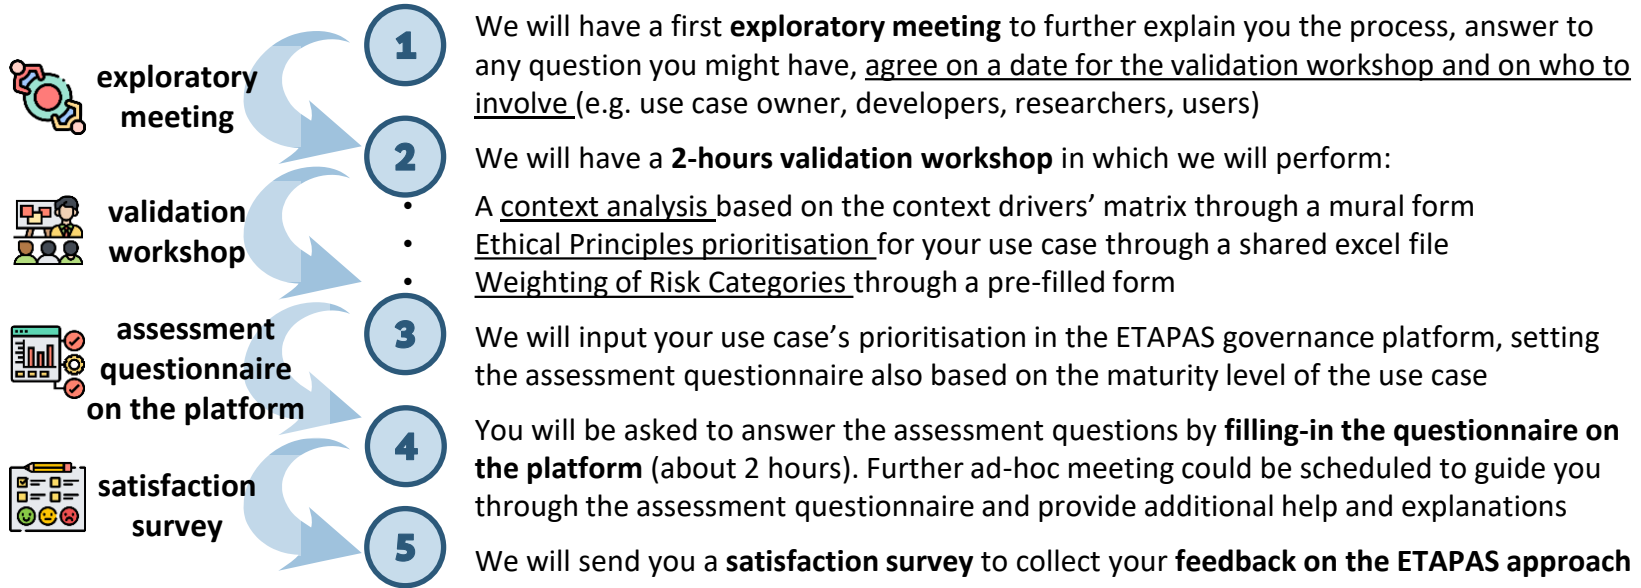 exploratory
meeting
validation
workshop
assessment
questionnaire
on the platform
satisfaction
survey
1
We will have a first exploratory meeting to further explain you the process, answer to
any question you might have, agree on a date for the validation workshop and on who to
involve (e.g. use case owner, developers, researchers, users)
2
We will have a 2-hours validation workshop in which we will perform:
• A context analysis based on the context drivers’ matrix through a mural form
• Ethical Principles prioritisation for your use case through a shared excel file
• Weighting of Risk Categories through a pre-filled form
3
We will input your use case’s prioritisation in the ETAPAS governance platform, setting
the assessment questionnaire also based on the maturity level of the use case
4
You will be asked to answer the assessment questions by filling-in the questionnaire on
the platform (about 2 hours). Further ad-hoc meeting could be scheduled to guide you
through the assessment questionnaire and provide additional help and explanations
5
We will send you a satisfaction survey to collect your feedback on the ETAPAS approach